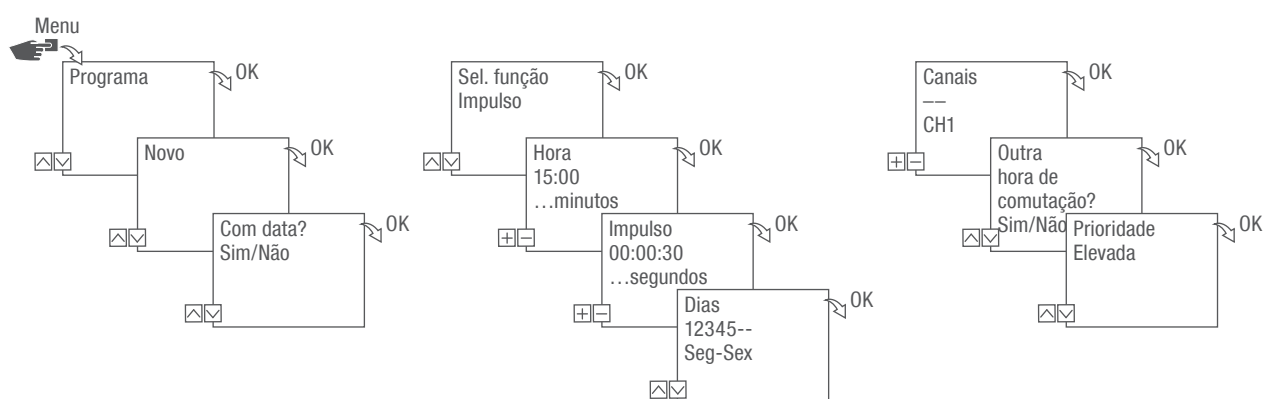 Menu
Programa
OK
Novo
OK
Com data?
Sim/Não
OK
Sel. função
Impulso
OK
Hora
15:00
…minutos
OK
Impulso
00:00:30
…segundos
OK
Dias
12345--
Seg-Sex
OK
Canais
––
CH1
OK
Outra
hora de
comutação?
Sim/Não
OK
Prioridade
Elevada
OK